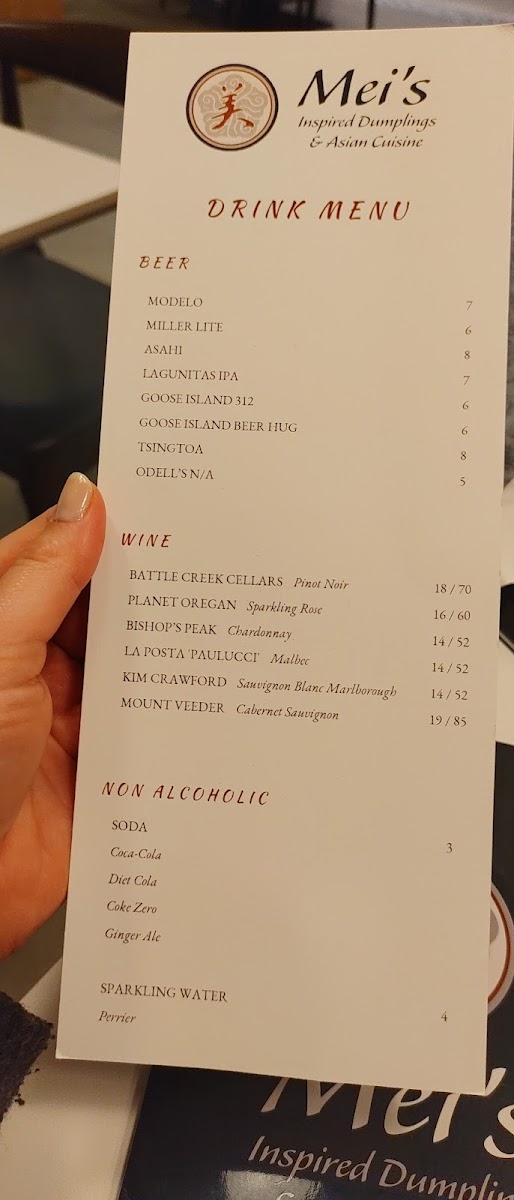 美
Mei's
Inspired Dumplings
& Asian Cuisine
DRINK MENU
BEER
MODELO 7
MILLER LITE 6
ASAHI 8
LAGUNITAS IPA 7
GOOSE ISLAND 312 6
GOOSE ISLAND BEER HUG 6
TSINGTOA 8
ODELL'S N/A 5
WINE
BATTLE CREEK CELLARS Pinot Noir 18 / 70
PLANET OREGAN Sparkling Rose 16 / 60
BISHOP'S PEAK Chardonnay 14 / 52
LA POSTA 'PAULUCCI' Malbec 14 / 52
KIM CRAWFORD Sauvignon Blanc Marlborough 14 / 52
MOUNT VEEDER Cabernet Sauvignon 19 / 85
NON ALCOHOLIC
SODA 3
Coca-Cola
Diet Cola
Coke Zero
Ginger Ale
SPARKLING WATER
Perrier 4
Mei's
Inspired Dumplin